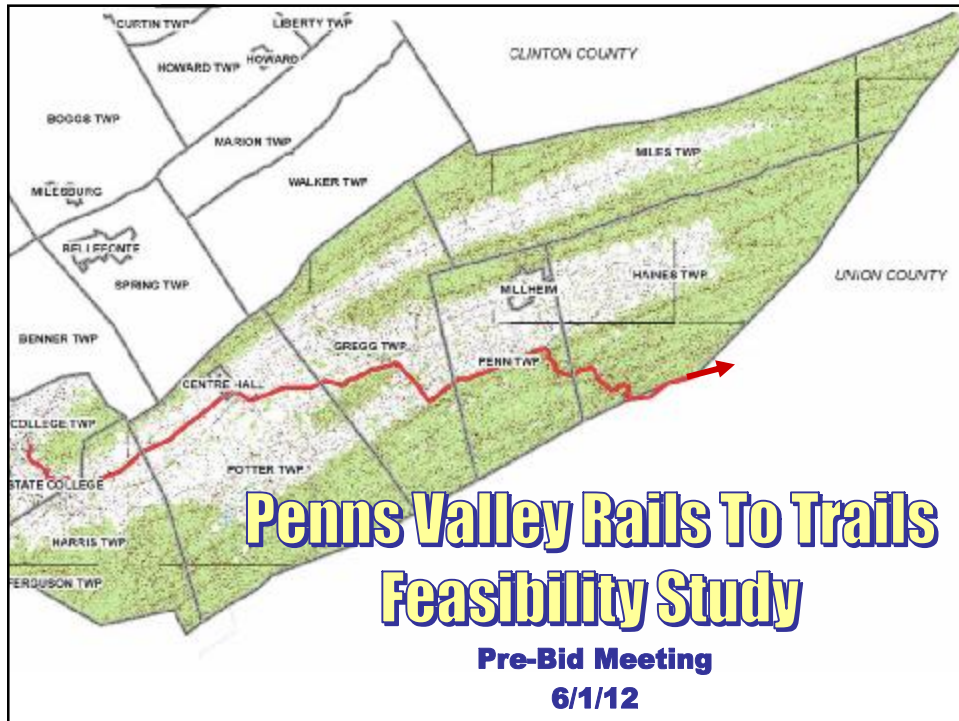 CURTIN TWP
LIBERTY TWP
HOWARD TWP
HOWARD
CLINTON COUNTY
BOGGS TWP
MARION TWP
MILES TWP
WALKER TWP
MILESBURG
BELLEFONTE
SPRING TWP
MILLHEIM
HAINES TWP
UNION COUNTY
BENNER TWP
GREGG TWP
PENN TWP
CENTRE HALL
COLLEGE TWP
POTTER TWP
STATE COLLEGE
HARRIS TWP
FERGUSON TWP
Penns Valley Rails To Trails
Feasibility Study
Pre-Bid Meeting
6/1/12